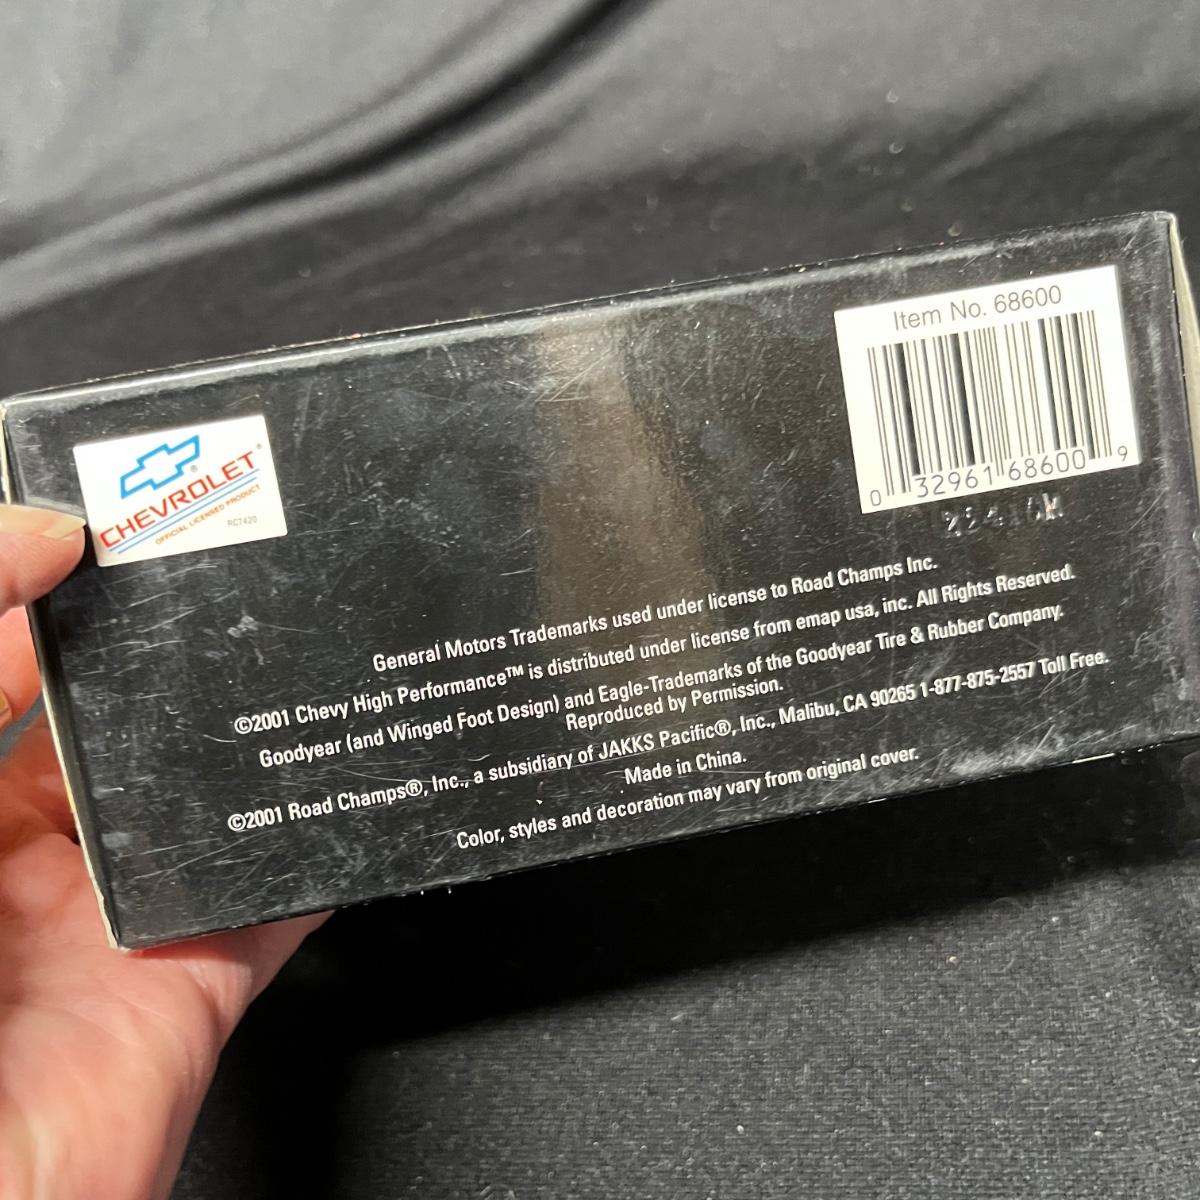 Item No. 68600
0 32961 68600 9
CHEVROLET®
OFFICIAL LICENSED PRODUCT
RC7420
General Motors Trademarks used under license to Road Champs Inc.
©2001 Chevy High Performance™ is distributed under license from emap usa, inc. All Rights Reserved.
Goodyear (and Winged Foot Design) and Eagle-Trademarks of the Goodyear Tire & Rubber Company.
Reproduced by Permission.
©2001 Road Champs®, Inc., a subsidiary of JAKKS Pacific®, Inc., Malibu, CA 90265 1-877-875-2557 Toll Free.
Made in China.
Color, styles and decoration may vary from original cover.